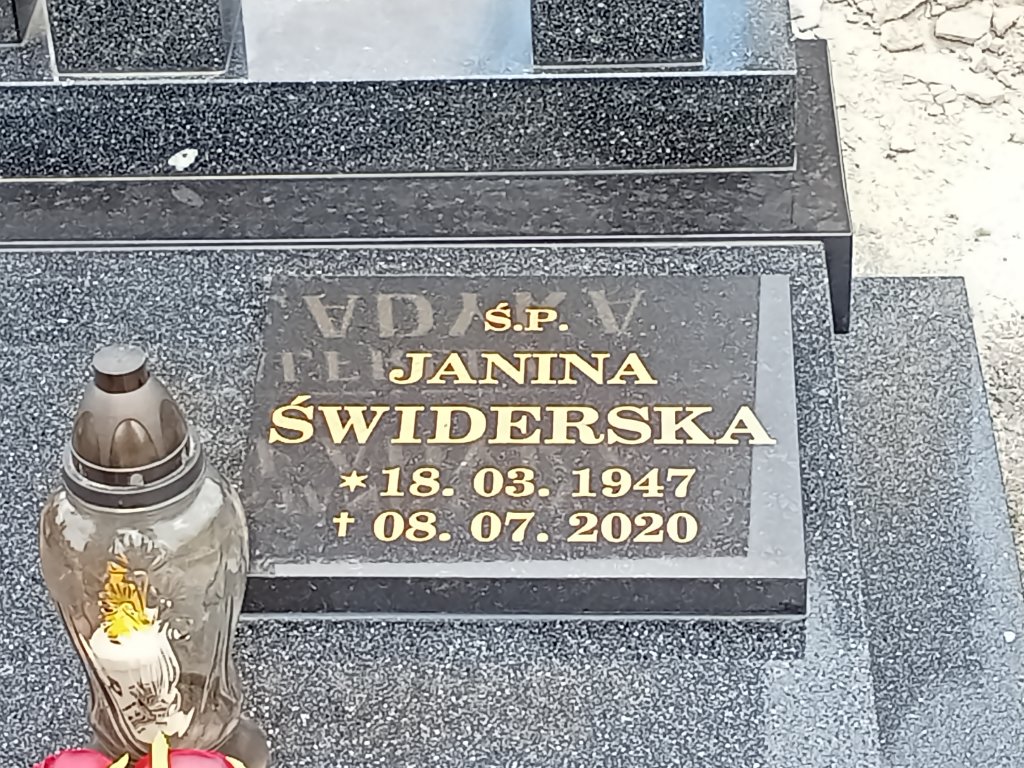 Ś.P.
JANINA
ŚWIDERSKA
* 18. 03. 1947
† 08. 07. 2020